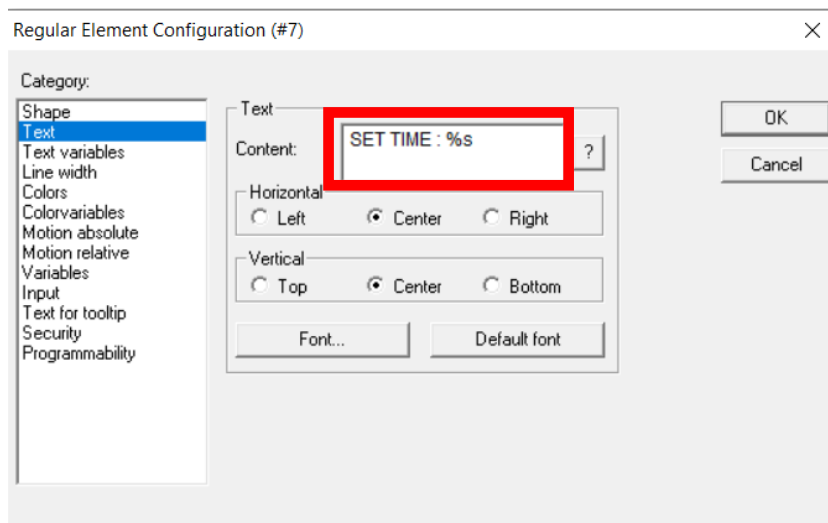 Regular Element Configuration (#7)
Category:
Shape
Text
Text variables
Line width
Colors
Colorvariables
Motion absolute
Motion relative
Variables
Input
Text for tooltip
Security
Programmability
Text
Content:
SET TIME : %s
?
Horizontal
Left Center Right
Vertical
Top Center Bottom
Font... Default font
OK
Cancel